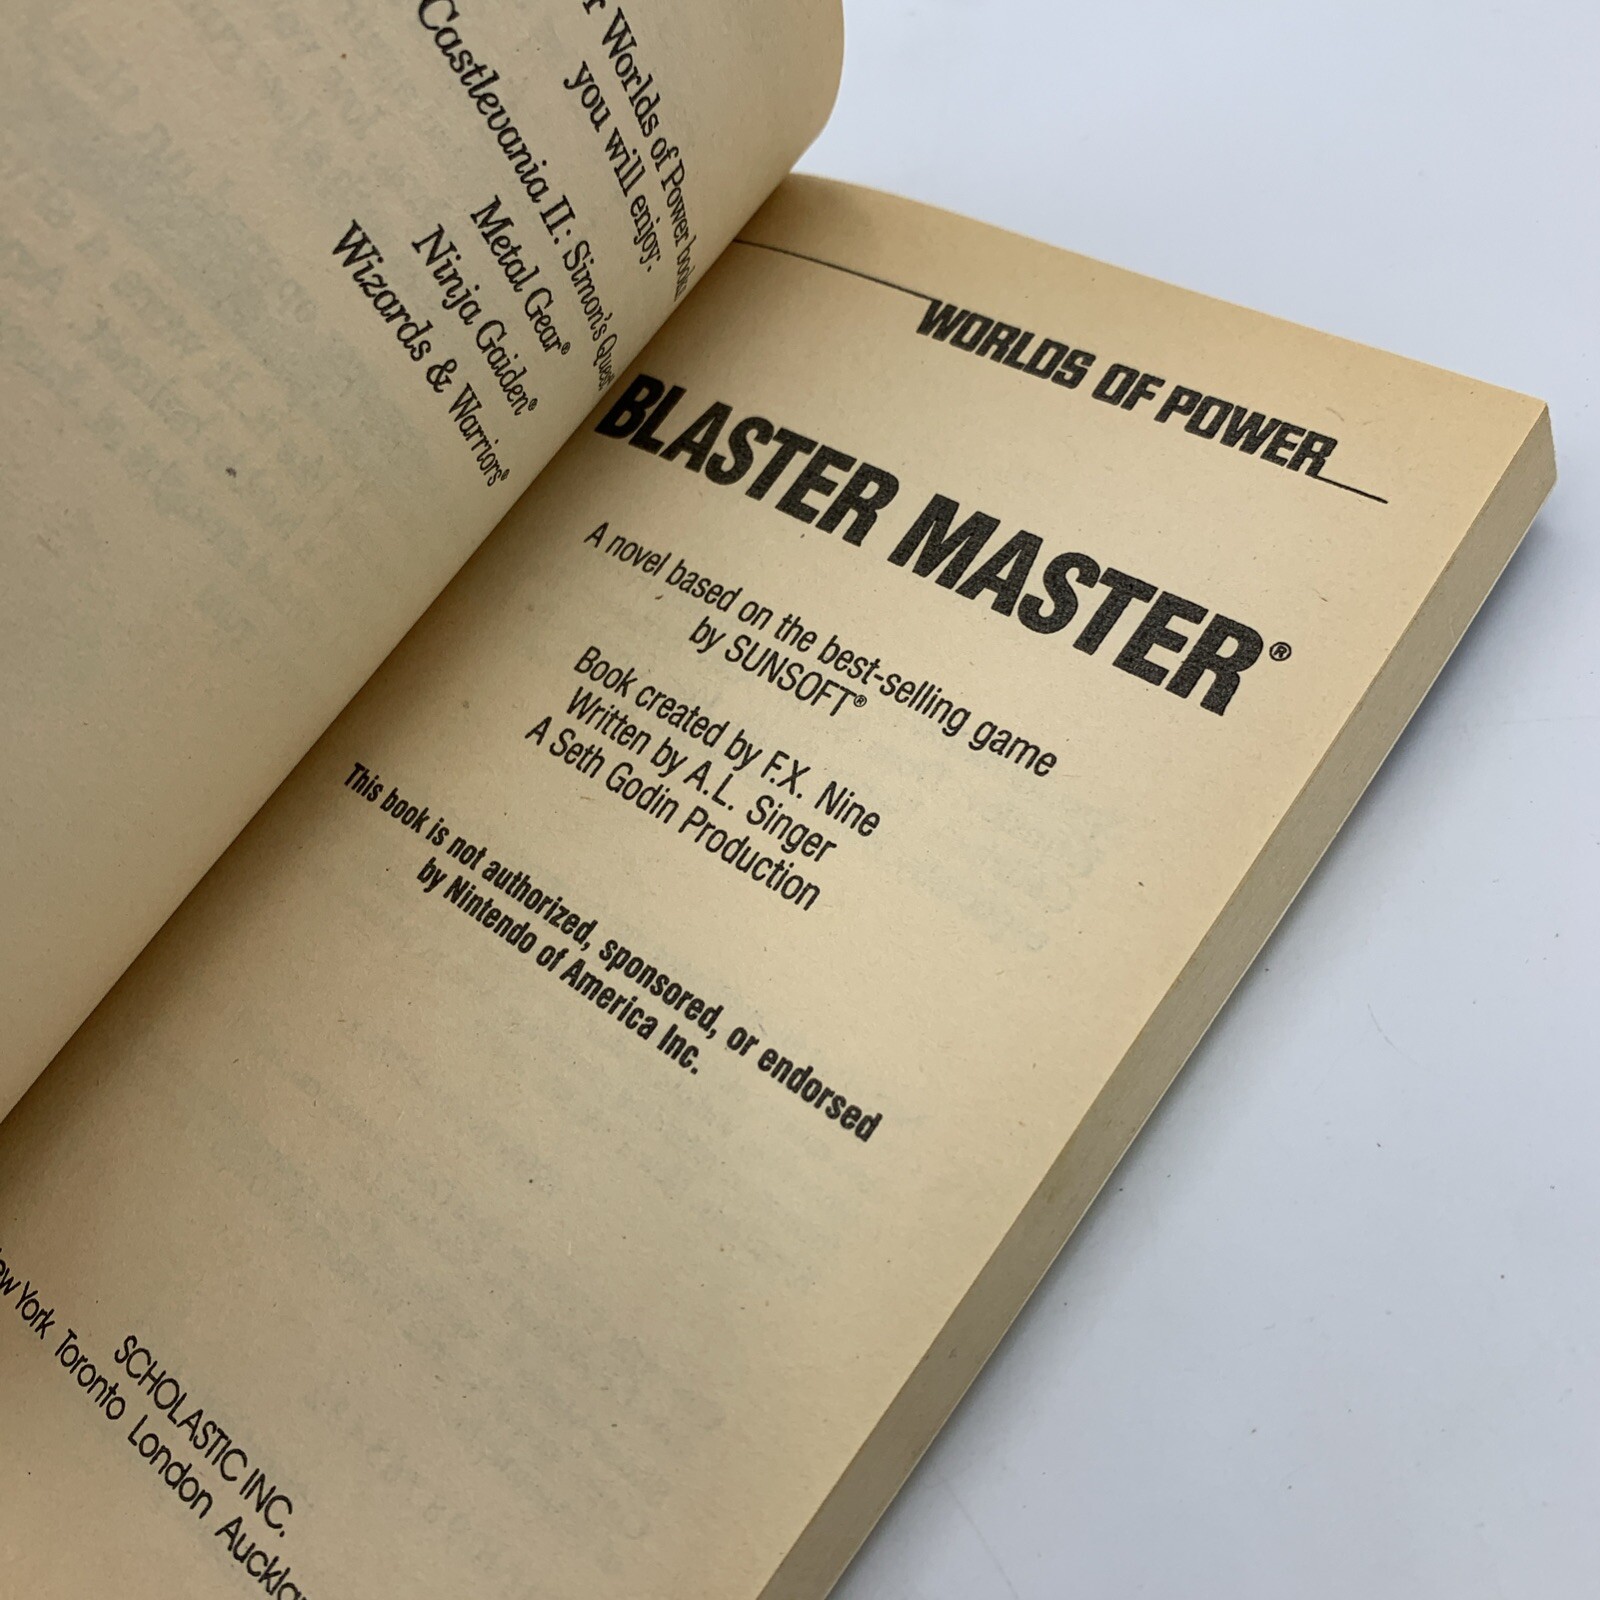 Worlds of Power books
you will enjoy:
Castlevania II: Simon's Quest
Metal Gear®
Ninja Gaiden®
Wizards & Warriors®
WORLDS OF POWER
BLASTER MASTER®
A novel based on the best-selling game
by SUNSOFT®
Book created by F.X. Nine
Written by A.L. Singer
A Seth Godin Production
This book is not authorized, sponsored, or endorsed
by Nintendo of America Inc.
SCHOLASTIC INC.
York Toronto London